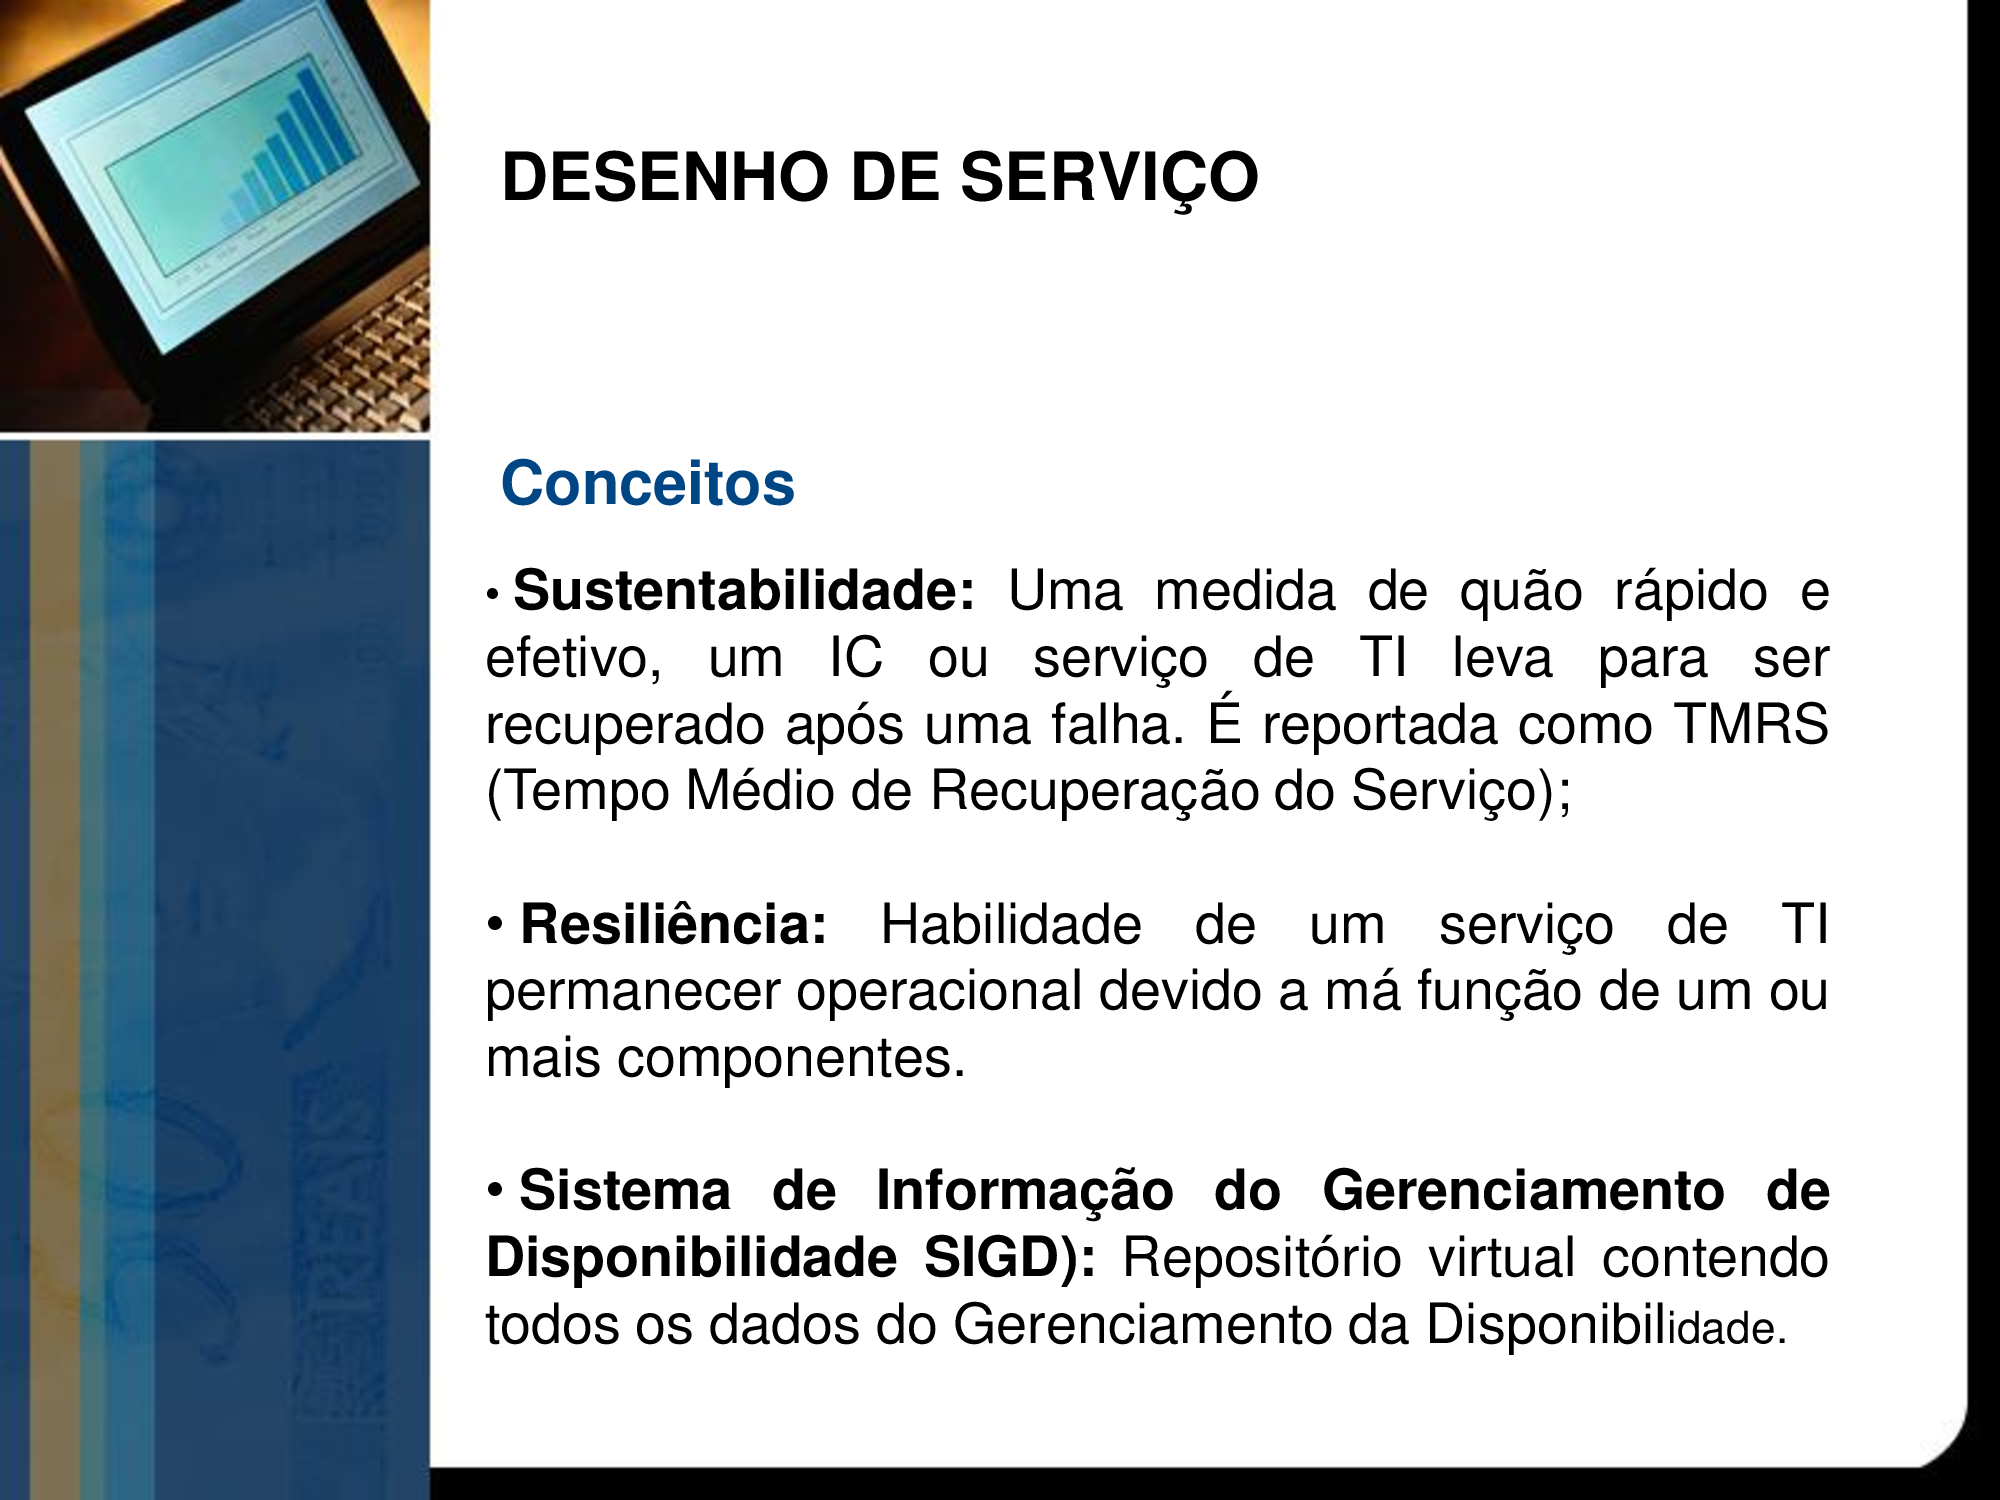 DESENHO DE SERVIÇO
Conceitos
• Sustentabilidade: Uma medida de quão rápido e
efetivo, um IC ou serviço de TI leva para ser
recuperado após uma falha. É reportada como TMRS
(Tempo Médio de Recuperação do Serviço);
• Resiliência: Habilidade de um serviço de TI
permanecer operacional devido a má função de um ou
mais componentes.
• Sistema de Informação do Gerenciamento de
Disponibilidade SIGD): Repositório virtual contendo
todos os dados do Gerenciamento da Disponibilidade.
REAIS